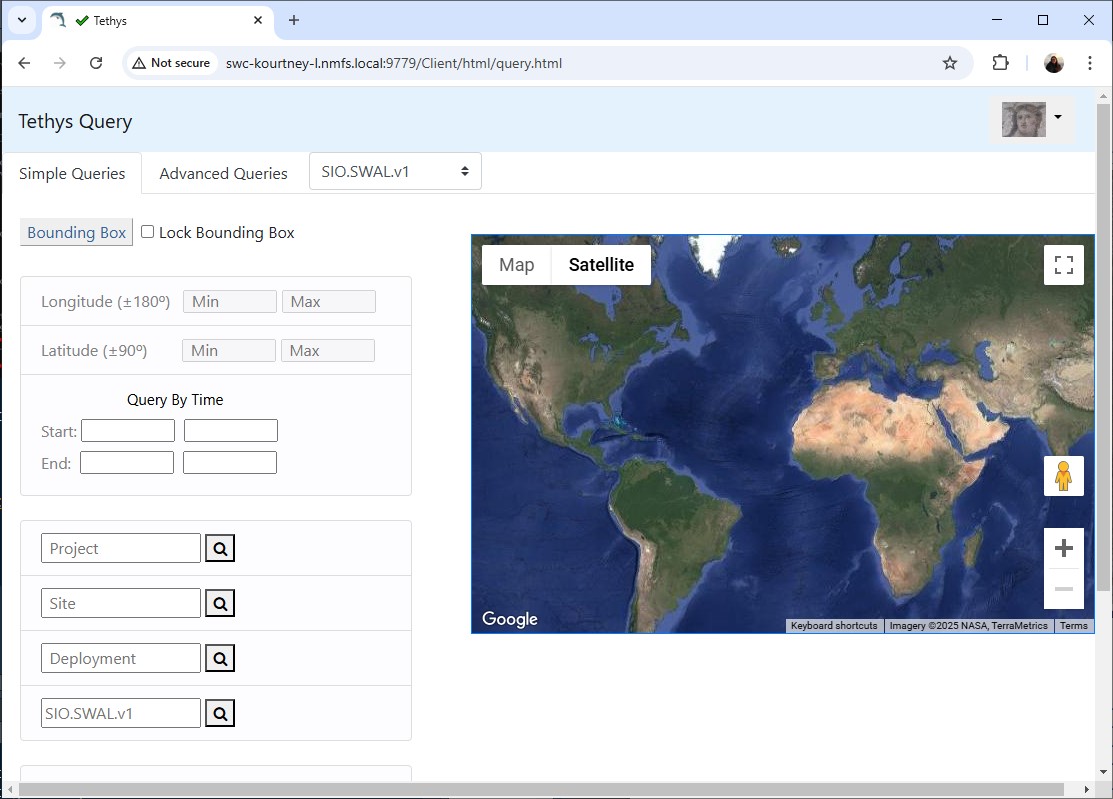 Tethys
Not secure swc-kourtney-l.nmfs.local:9779/Client/html/query.html
Tethys Query
Simple Queries Advanced Queries SIO.SWAL.v1
Bounding Box Lock Bounding Box
Longitude (±180º) Min Max
Latitude (±90º) Min Max
Query By Time
Start:
End:
Project
Site
Deployment
SIO.SWAL.v1
Map Satellite
Google
Keyboard shortcuts Imagery ©2025 NASA, TerraMetrics Terms